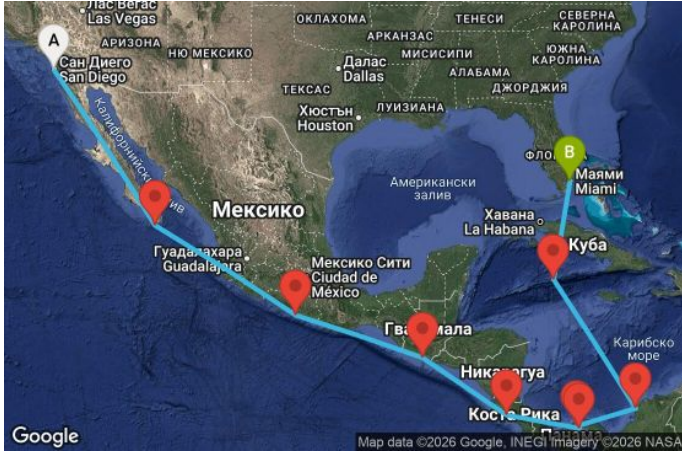 Лас Вегас
Las Vegas
ОКЛАХОМА
ТЕНЕСИ
СЕВЕРНА
КАРОЛИНА
A
Сан Диего
San Diego
АРИЗОНА
НЮ МЕКСИКО
АРКАНЗАС
МИСИСИПИ
ЮЖНА
КАРОЛИНА
Далас
Dallas
АЛАБАМА
ДЖОРДЖИЯ
ТЕКСАС
Хюстън
Houston
ЛУИЗИАНА
Калифорнийски
B
Маями
Miami
Американски
залив
Мексико
Хавана
La Habana
Куба
Гуадалахара
Guadalajara
Мексико Сити
Ciudad de
México
Карибско
море
Никарагуа
Коста Рика
Google
Map data ©2026 Google, INEGI Imagery ©2026 NASA